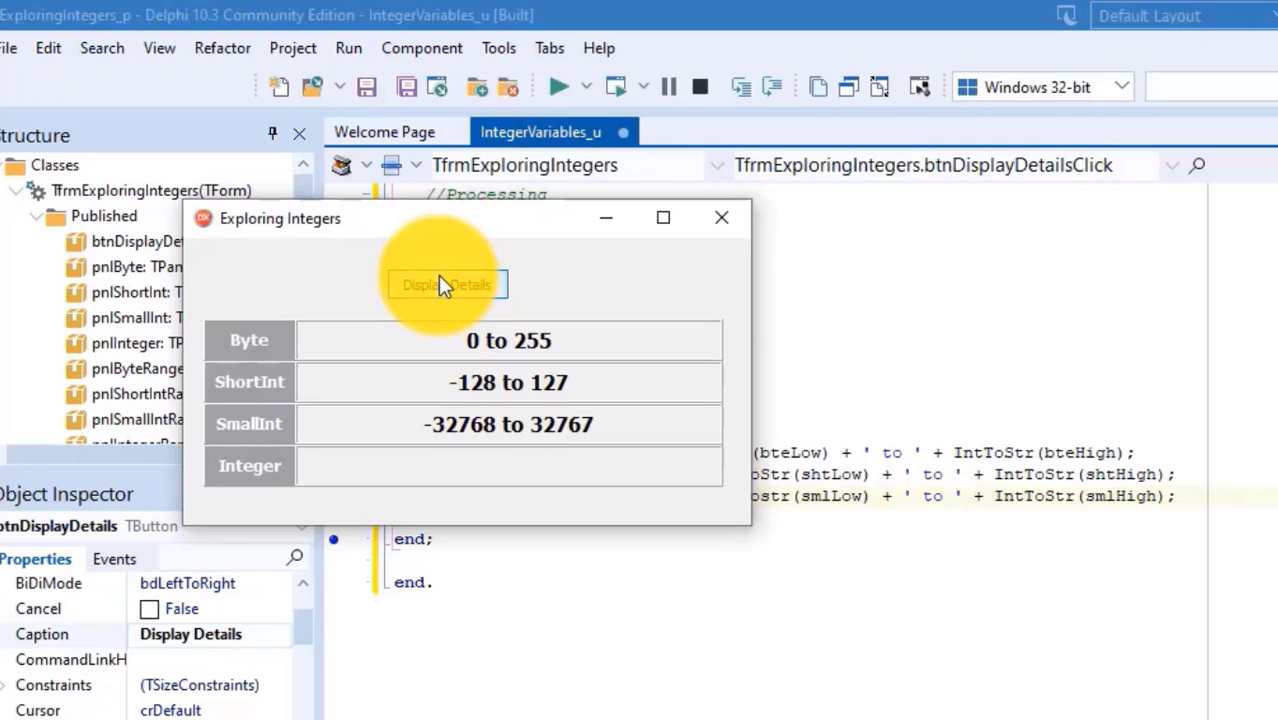 ExploringIntegers_p - Delphi 10.3 Community Edition - IntegerVariables_u [Built]
Default Layout
File Edit Search View Refactor Project Run Component Tools Tabs Help
Windows 32-bit
Structure
Welcome Page
IntegerVariables_u
Classes
TfrmExploringIntegers
TfrmExploringIntegers.btnDisplayDetailsClick
TfrmExploringIntegers(TForm)
//Processing
Published
Exploring Integers
btnDisplayDe
pnlByte: TPan
pnlShortInt: T
pnlSmallInt: T
pnlInteger: TP
pnlByteRange
pnlShortIntRa
pnlSmallIntRa
Display Details
Byte 0 to 255
ShortInt -128 to 127
SmallInt -32768 to 32767
Integer
(bteLow) + ' to ' + IntToStr(bteHigh);
oStr(shtLow) + ' to ' + IntToStr(shtHigh);
ostr(smlLow) + ' to ' + IntToStr(smlHigh);
end;
end.
Object Inspector
btnDisplayDetails TButton
Properties Events
BiDiMode bdLeftToRight
Cancel False
Caption Display Details
CommandLinkH
Constraints (TSizeConstraints)
Cursor crDefault